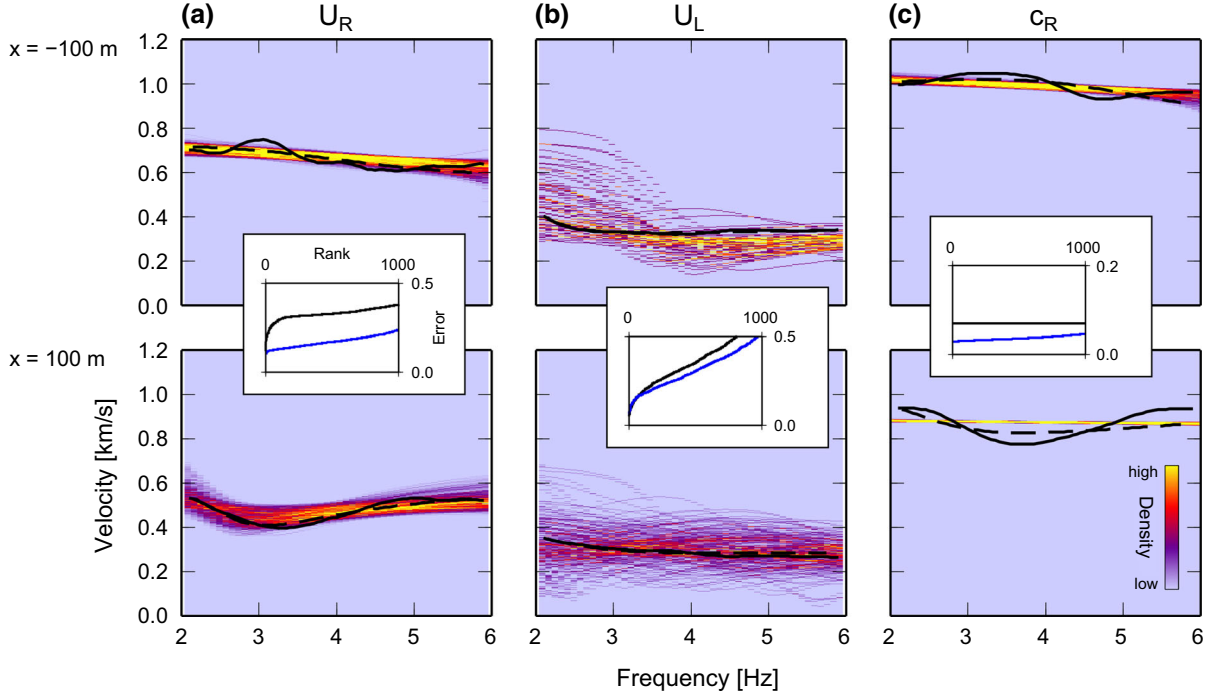 (a) U_R (b) U_L (c) c_R
x = −100 m
1.2
1.0
0.8
0.6
0.4
0.2
0.0
Rank
0 1000
0.5
Error
0.0
0 1000
0.5
0.0
0 1000
0.2
0.0
x = 100 m
1.2
1.0
0.8
0.6
0.4
0.2
0.0
Velocity [km/s]
high
Density
low
2 3 4 5 6 2 3 4 5 6 2 3 4 5 6
Frequency [Hz]